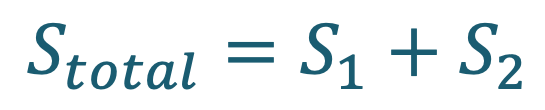 S_total = S_1 + S_2